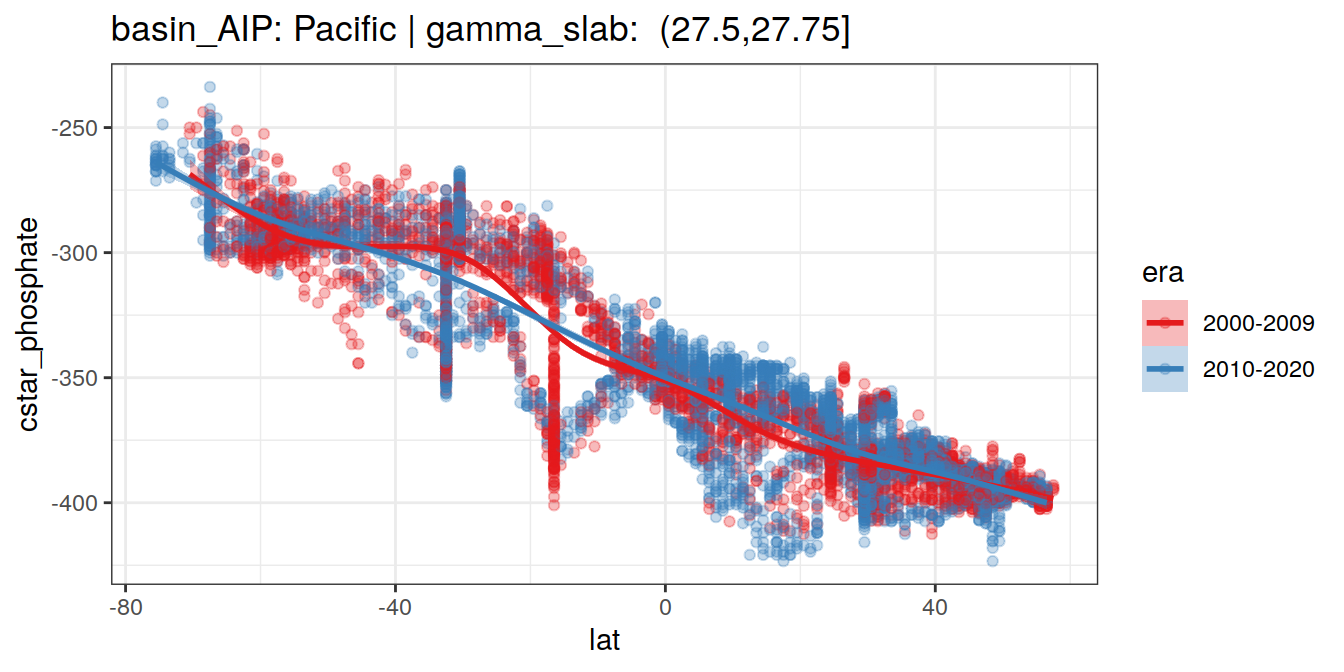 basin_AIP: Pacific | gamma_slab:  (27.5,27.75]
-250
-300
-350
-400
cstar_phosphate
-80
-40
0
40
lat
era
2000-2009
2010-2020